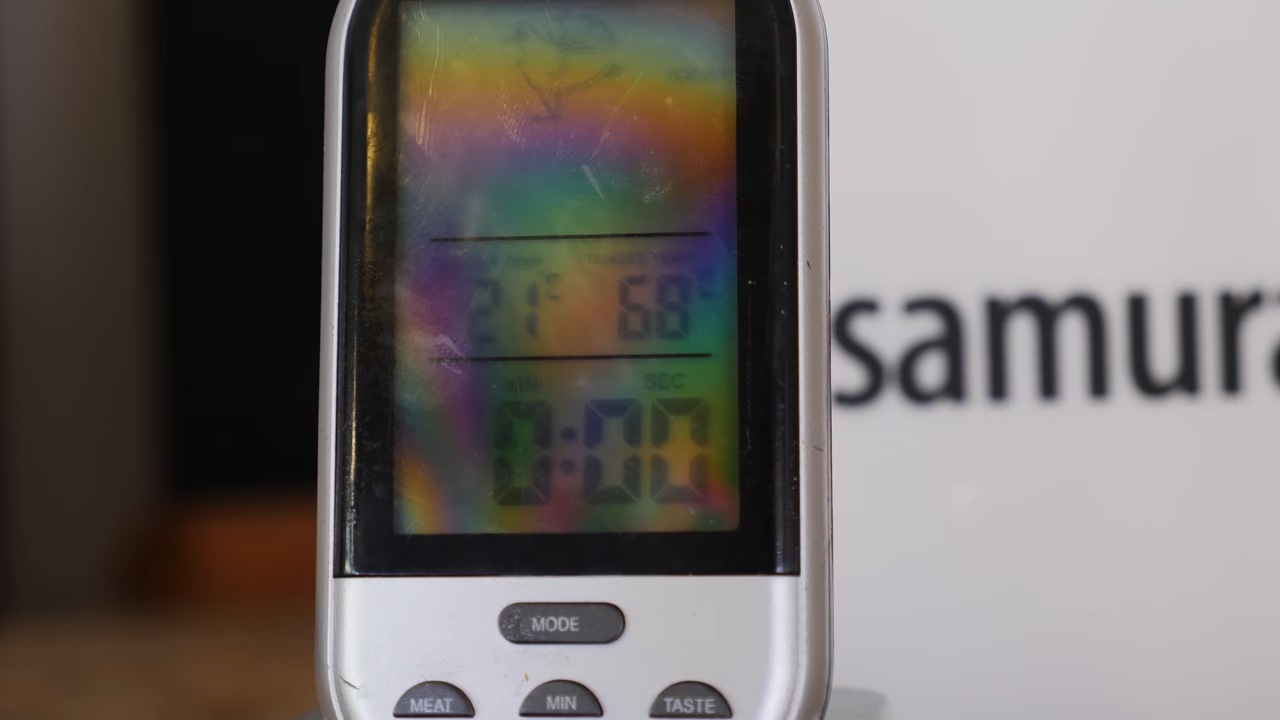 21°C 68°C
MIN SEC
0:00
samura
MODE
MEAT MIN TASTE